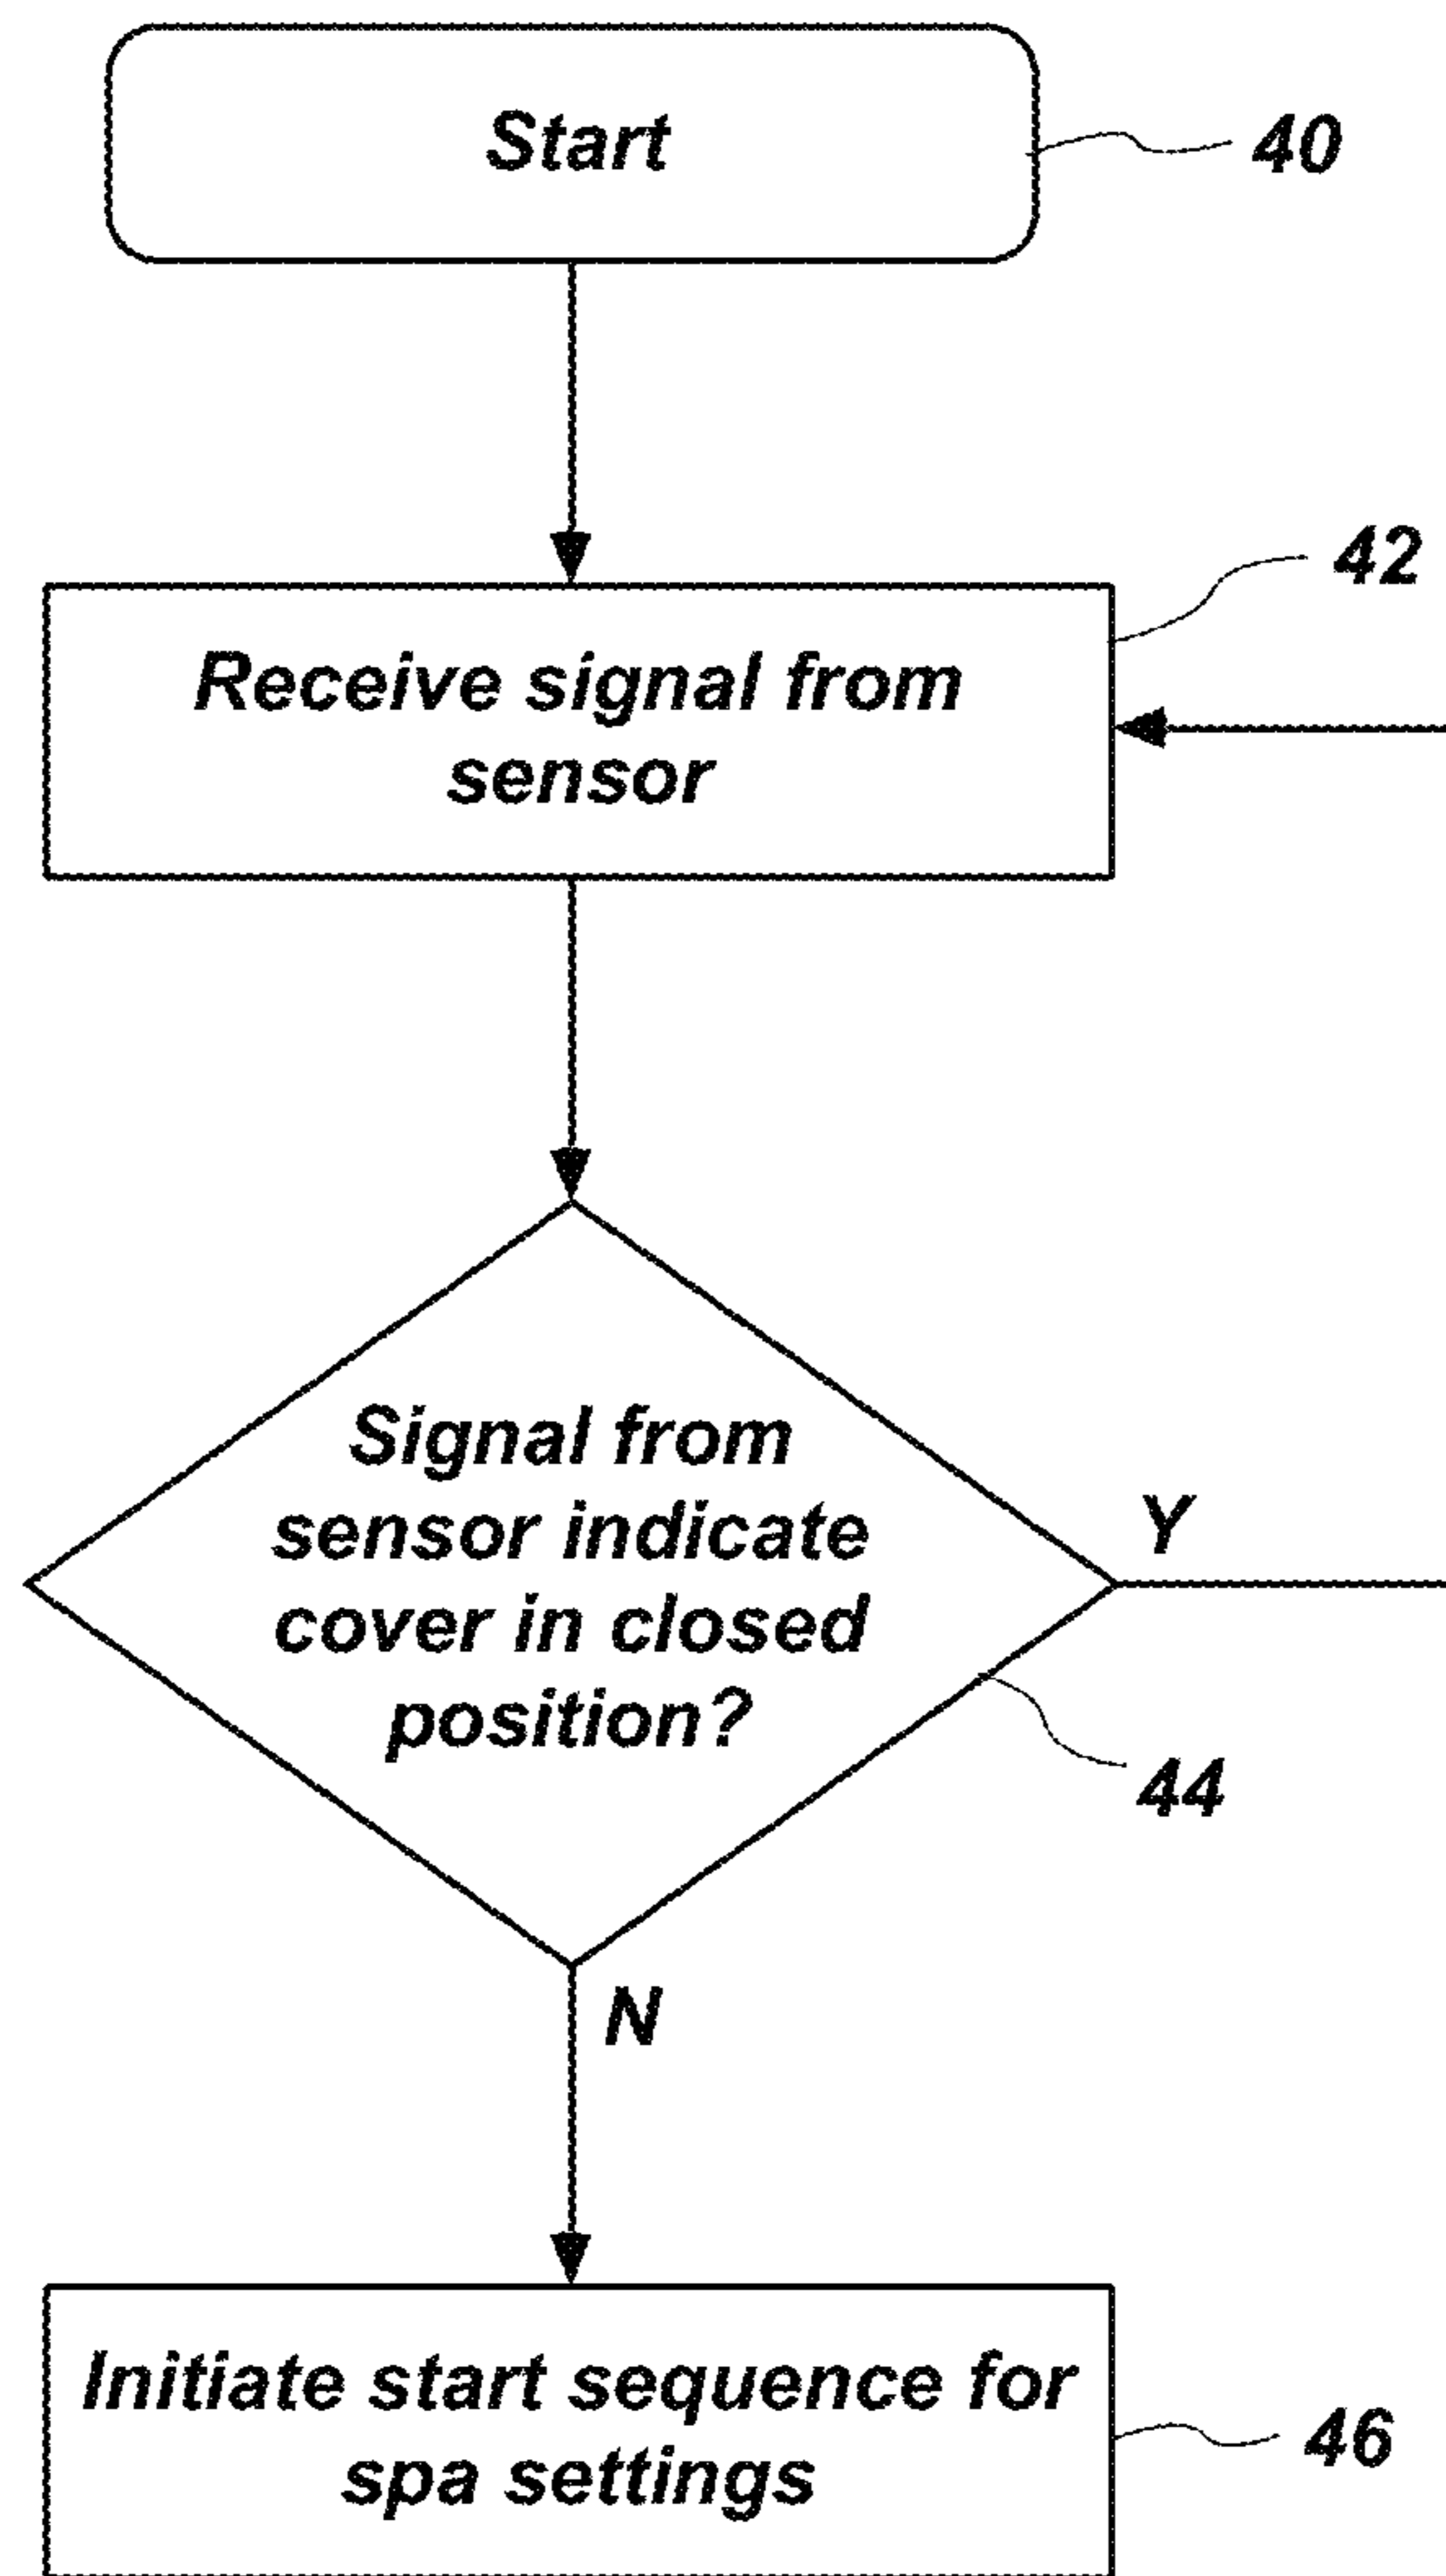 Start
40
42
Receive signal from
sensor
Signal from
sensor indicate
cover in closed
position?
Y
44
N
Initiate start sequence for
spa settings
46